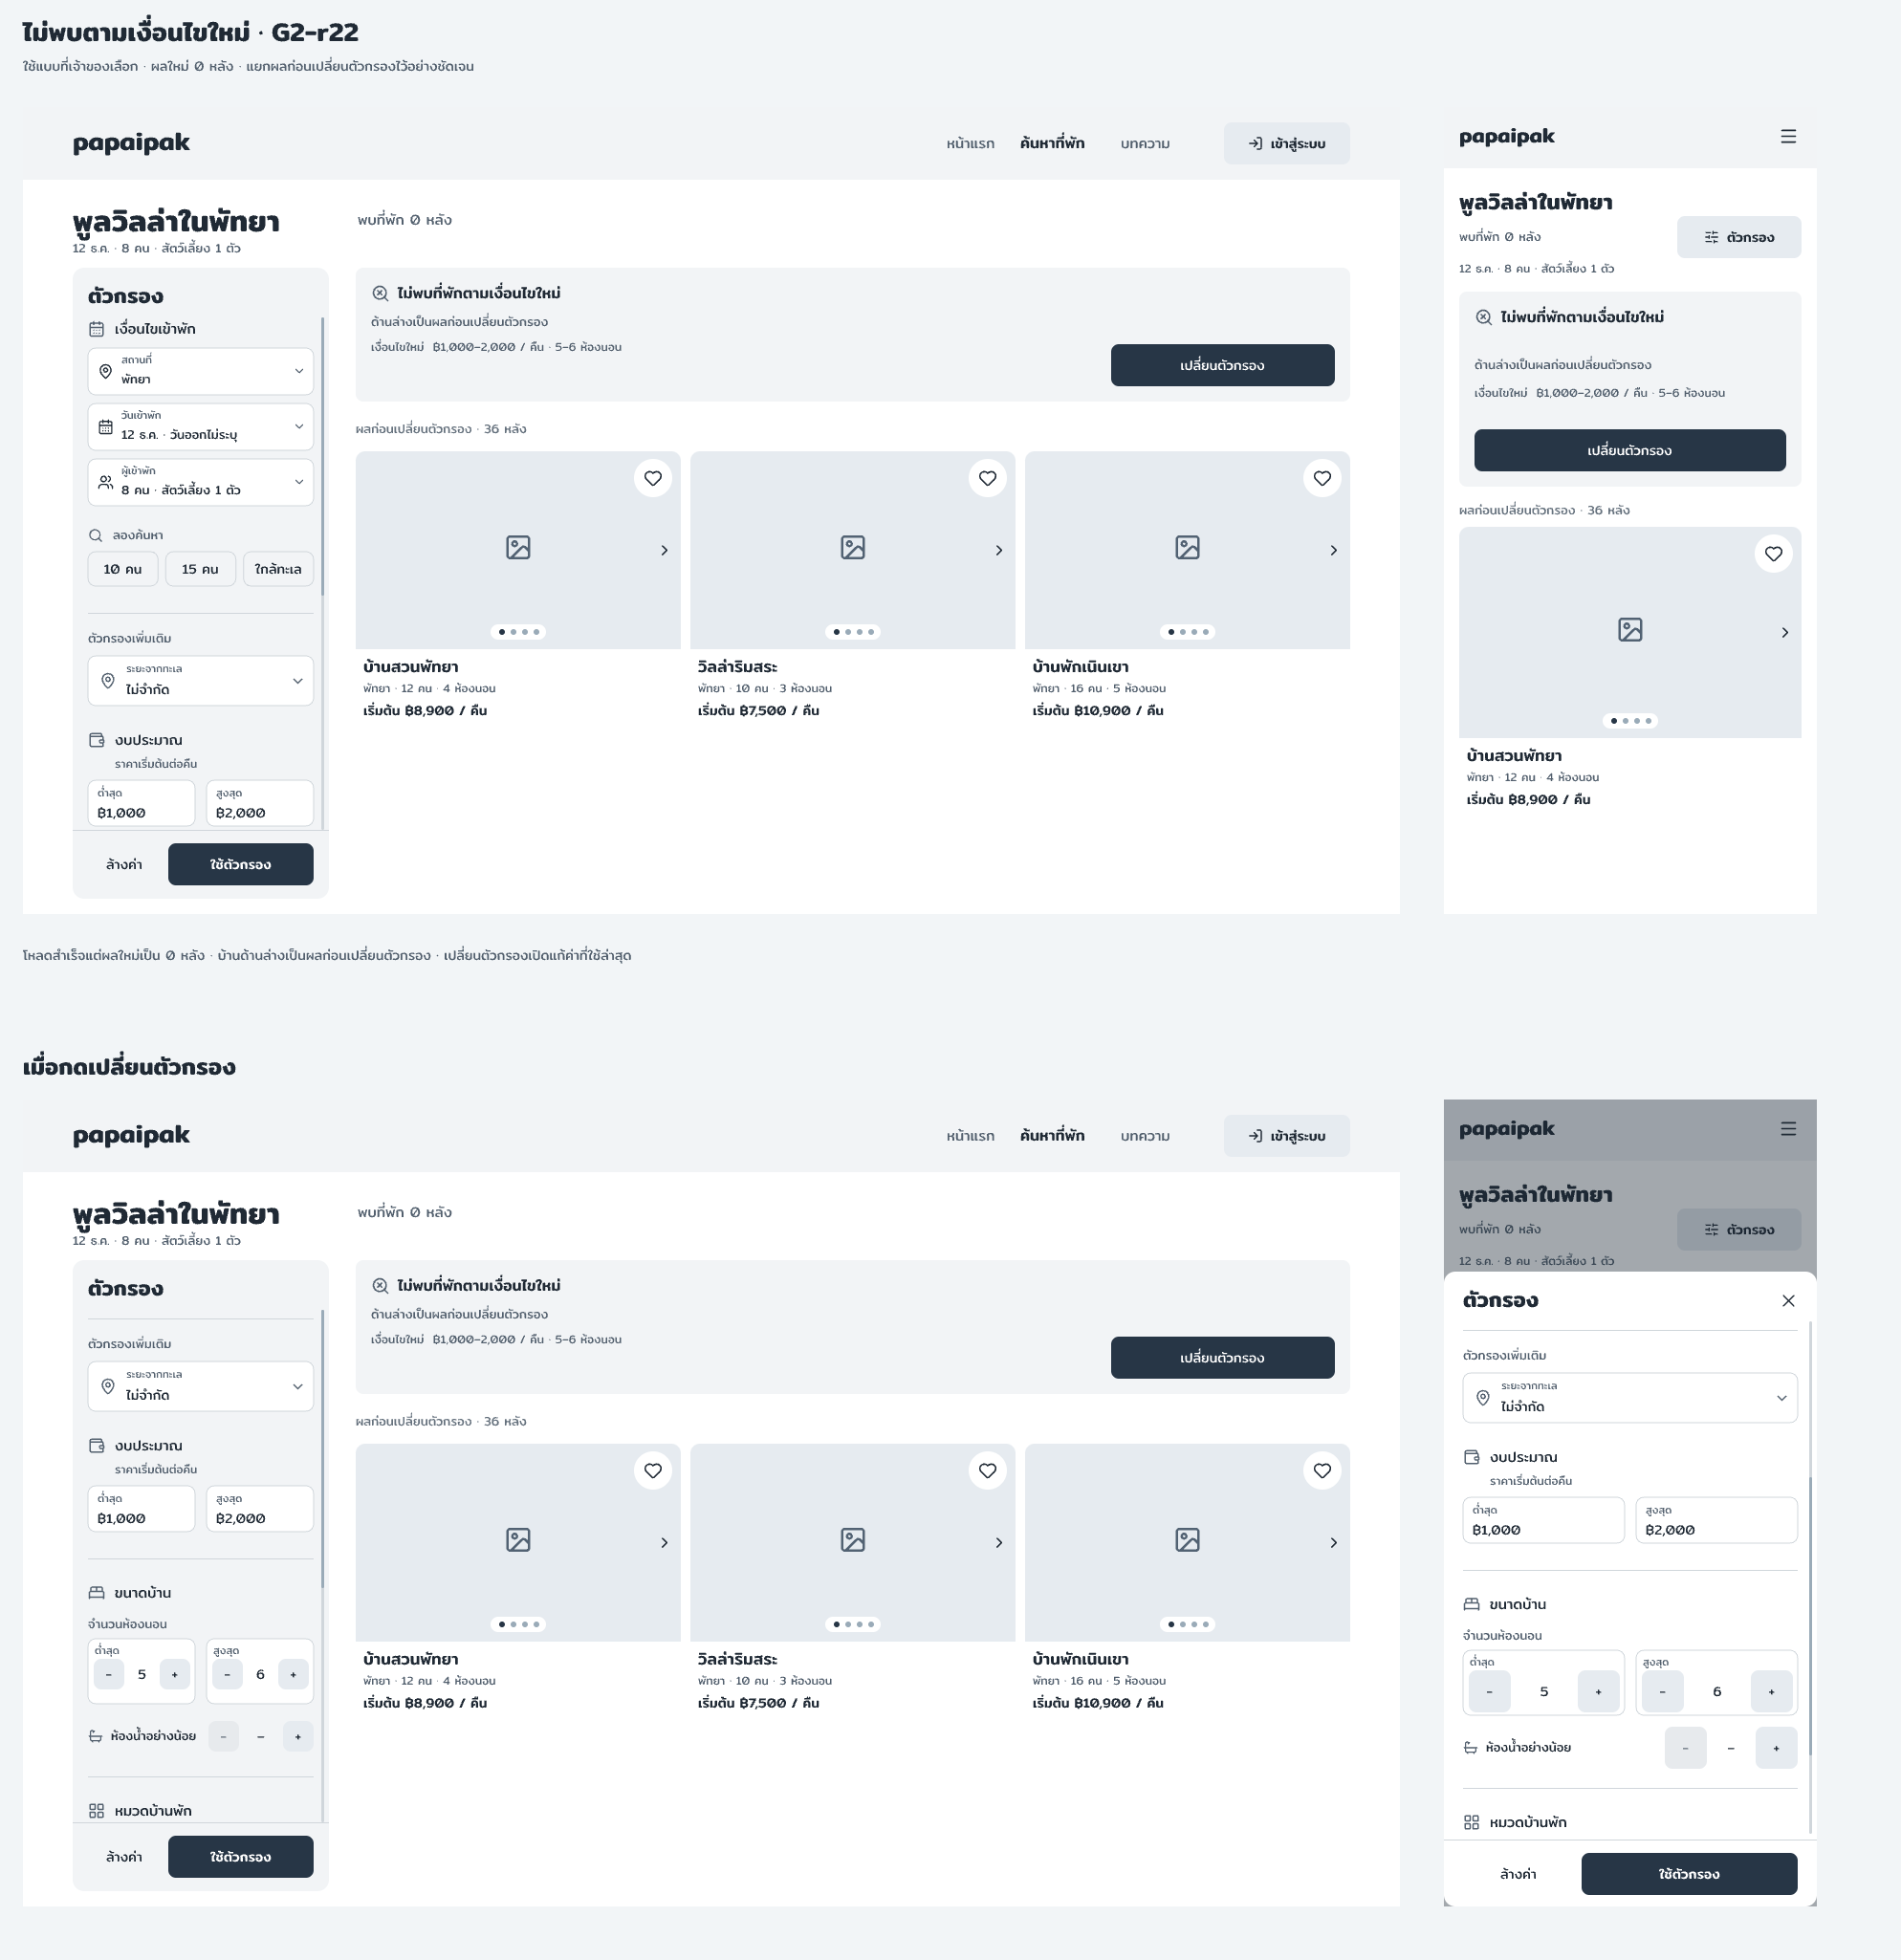 ไม่พบตามเงื่อนไขใหม่ · G2-r22
ใช้แบบที่เจ้าของเลือก · ผลใหม่ 0 หลัง · แยกผลก่อนเปลี่ยนตัวกรองไว้อย่างชัดเจน
papaipak
หน้าแรก ค้นหาที่พัก บทความ เข้าสู่ระบบ
พูลวิลล่าในพัทยา
12 ธ.ค. · 8 คน · สัตว์เลี้ยง 1 ตัว
พบที่พัก 0 หลัง
ตัวกรอง
เงื่อนไขเข้าพัก
สถานที่
พัทยา
วันเข้าพัก
12 ธ.ค. · วันออกไม่ระบุ
ผู้เข้าพัก
8 คน · สัตว์เลี้ยง 1 ตัว
ลองค้นหา
10 คน 15 คน ใกล้ทะเล
ตัวกรองเพิ่มเติม
ระยะจากทะเล
ไม่จำกัด
งบประมาณ
ราคาเริ่มต้นต่อคืน
ต่ำสุด สูงสุด
฿1,000 ฿2,000
ล้างค่า ใช้ตัวกรอง
ไม่พบที่พักตามเงื่อนไขใหม่
ด้านล่างเป็นผลก่อนเปลี่ยนตัวกรอง
เงื่อนไขใหม่ ฿1,000–2,000 / คืน · 5–6 ห้องนอน
เปลี่ยนตัวกรอง
ผลก่อนเปลี่ยนตัวกรอง · 36 หลัง
บ้านสวนพัทยา
พัทยา · 12 คน · 4 ห้องนอน
เริ่มต้น ฿8,900 / คืน
วิลล่าริมสระ
พัทยา · 10 คน · 3 ห้องนอน
เริ่มต้น ฿7,500 / คืน
บ้านพักเนินเขา
พัทยา · 16 คน · 5 ห้องนอน
เริ่มต้น ฿10,900 / คืน
papaipak
พูลวิลล่าในพัทยา
พบที่พัก 0 หลัง
ตัวกรอง
12 ธ.ค. · 8 คน · สัตว์เลี้ยง 1 ตัว
ไม่พบที่พักตามเงื่อนไขใหม่
ด้านล่างเป็นผลก่อนเปลี่ยนตัวกรอง
เงื่อนไขใหม่ ฿1,000–2,000 / คืน · 5–6 ห้องนอน
เปลี่ยนตัวกรอง
ผลก่อนเปลี่ยนตัวกรอง · 36 หลัง
บ้านสวนพัทยา
พัทยา · 12 คน · 4 ห้องนอน
เริ่มต้น ฿8,900 / คืน
โหลดสำเร็จแต่ผลใหม่เป็น 0 หลัง · บ้านด้านล่างเป็นผลก่อนเปลี่ยนตัวกรอง · เปลี่ยนตัวกรองเปิดแก้ค่าที่ใช้ล่าสุด
เมื่อกดเปลี่ยนตัวกรอง
papaipak
หน้าแรก ค้นหาที่พัก บทความ เข้าสู่ระบบ
พูลวิลล่าในพัทยา
12 ธ.ค. · 8 คน · สัตว์เลี้ยง 1 ตัว
พบที่พัก 0 หลัง
ตัวกรอง
ตัวกรองเพิ่มเติม
ระยะจากทะเล
ไม่จำกัด
งบประมาณ
ราคาเริ่มต้นต่อคืน
ต่ำสุด สูงสุด
฿1,000 ฿2,000
ขนาดบ้าน
จำนวนห้องนอน
ต่ำสุด สูงสุด
- 5 + - 6 +
ห้องน้ำอย่างน้อย - – +
หมวดบ้านพัก
ล้างค่า ใช้ตัวกรอง
ไม่พบที่พักตามเงื่อนไขใหม่
ด้านล่างเป็นผลก่อนเปลี่ยนตัวกรอง
เงื่อนไขใหม่ ฿1,000–2,000 / คืน · 5–6 ห้องนอน
เปลี่ยนตัวกรอง
ผลก่อนเปลี่ยนตัวกรอง · 36 หลัง
บ้านสวนพัทยา
พัทยา · 12 คน · 4 ห้องนอน
เริ่มต้น ฿8,900 / คืน
วิลล่าริมสระ
พัทยา · 10 คน · 3 ห้องนอน
เริ่มต้น ฿7,500 / คืน
บ้านพักเนินเขา
พัทยา · 16 คน · 5 ห้องนอน
เริ่มต้น ฿10,900 / คืน
papaipak
พูลวิลล่าในพัทยา
พบที่พัก 0 หลัง
ตัวกรอง
12 ธ.ค. · 8 คน · สัตว์เลี้ยง 1 ตัว
ตัวกรอง
ตัวกรองเพิ่มเติม
ระยะจากทะเล
ไม่จำกัด
งบประมาณ
ราคาเริ่มต้นต่อคืน
ต่ำสุด สูงสุด
฿1,000 ฿2,000
ขนาดบ้าน
จำนวนห้องนอน
ต่ำสุด สูงสุด
- 5 + - 6 +
ห้องน้ำอย่างน้อย - – +
หมวดบ้านพัก
ล้างค่า ใช้ตัวกรอง